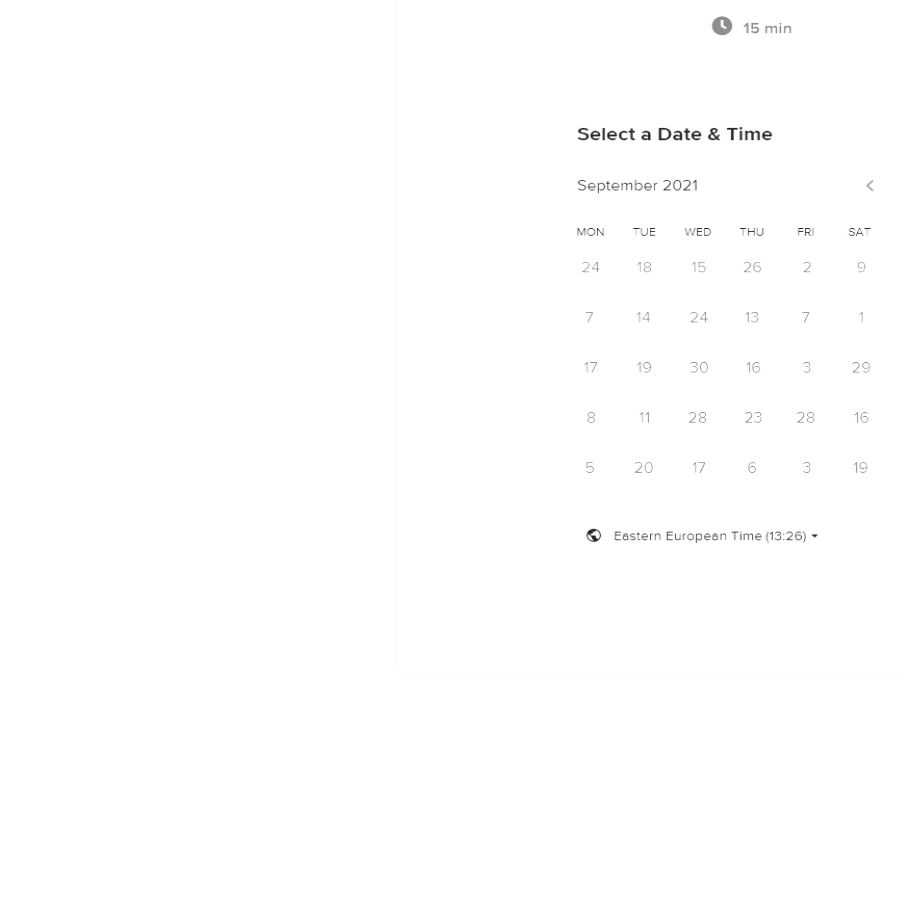 15 min
Select a Date & Time
September 2021
MON TUE WED THU FRI SAT
24 18 15 26 2 9
7 14 24 13 7 1
17 19 30 16 3 29
8 11 28 23 28 16
5 20 17 6 3 19
Eastern European Time (13:26)